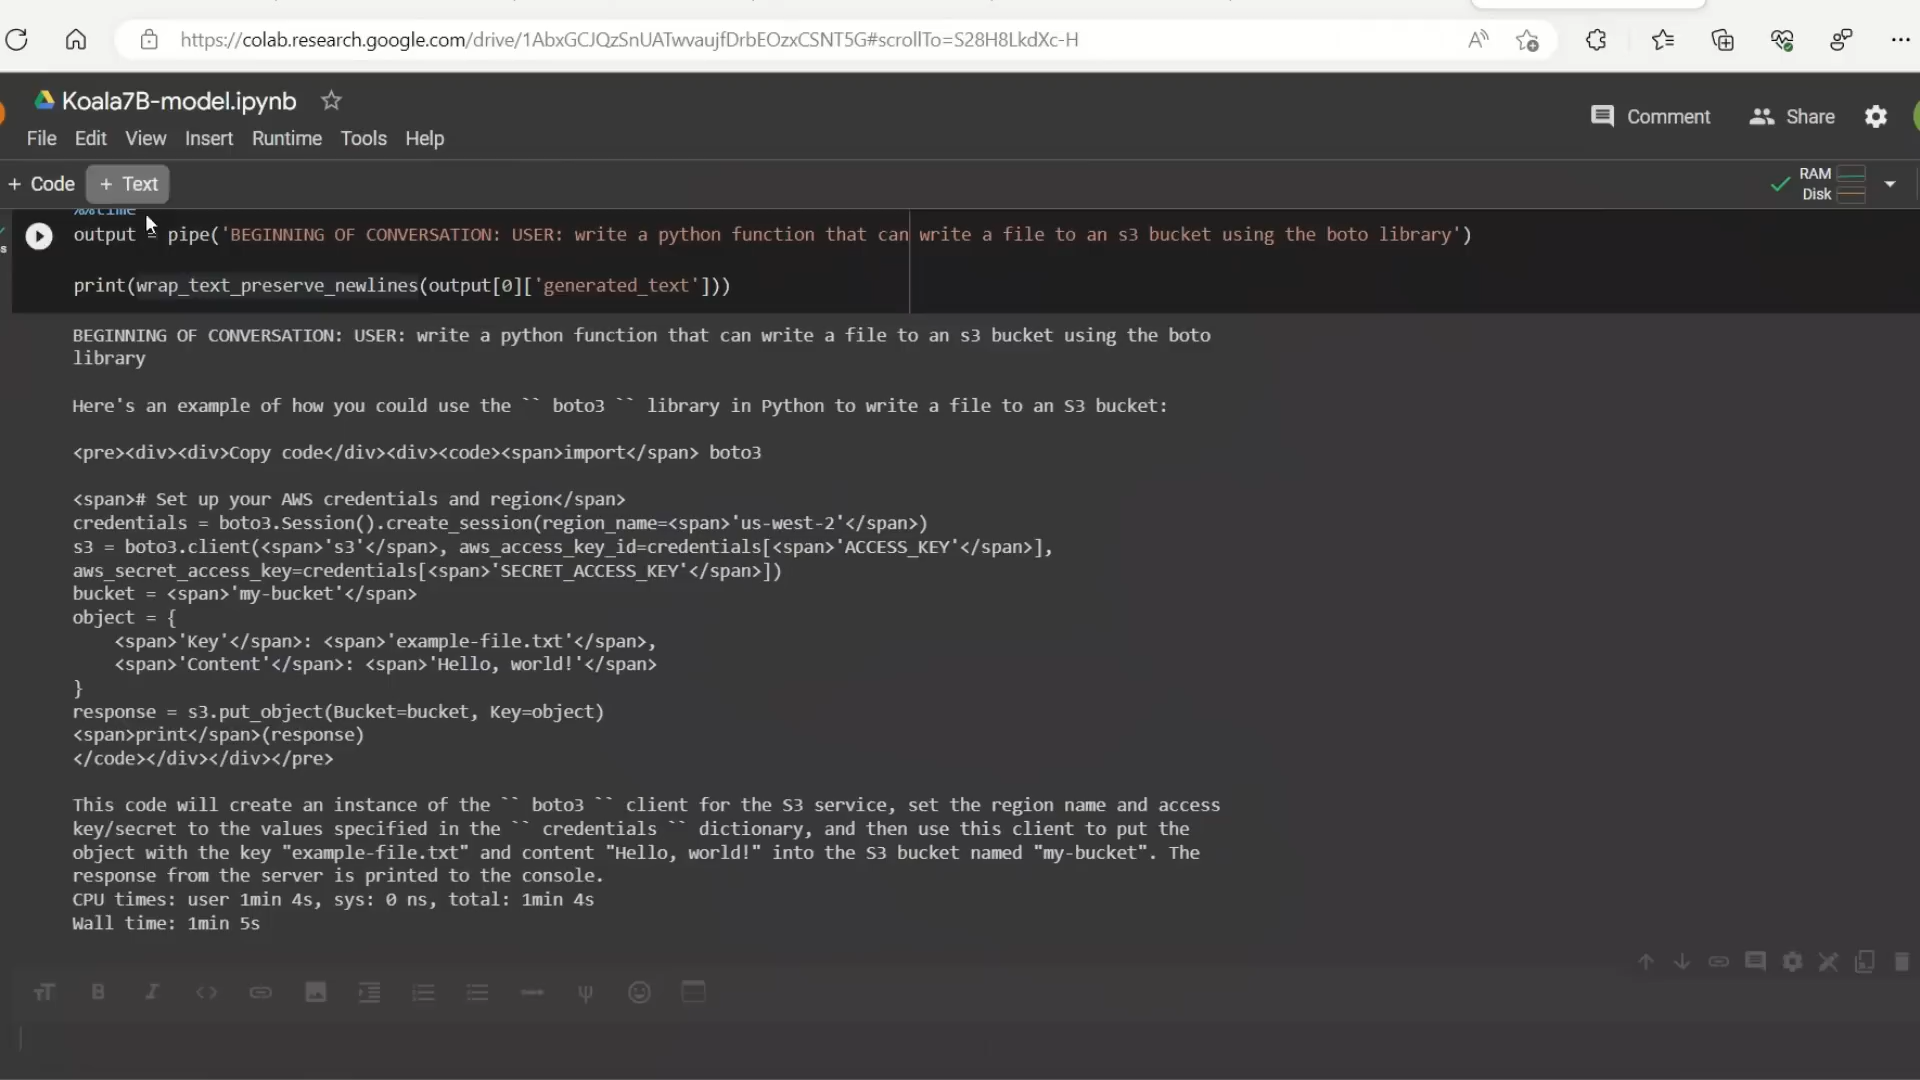 https://colab.research.google.com/drive/1AbxGCJQzSnUATwvaujfDrbEOzxCSNT5G#scrollTo=S28H8LkdXc-H
Koala7B-model.ipynb
Comment
Share
File Edit View Insert Runtime Tools Help
+ Code
+ Text
RAM
Disk
%%time
output = pipe('BEGINNING OF CONVERSATION: USER: write a python function that can write a file to an s3 bucket using the boto library')
print(wrap_text_preserve_newlines(output[0]['generated_text']))
BEGINNING OF CONVERSATION: USER: write a python function that can write a file to an s3 bucket using the boto
library
Here's an example of how you could use the `` boto3 `` library in Python to write a file to an S3 bucket:
<pre><div><div>Copy code</div><div><code><span>import</span> boto3
<span># Set up your AWS credentials and region</span>
credentials = boto3.Session().create_session(region_name=<span>'us-west-2'</span>)
s3 = boto3.client(<span>'s3'</span>, aws_access_key_id=credentials[<span>'ACCESS_KEY'</span>],
aws_secret_access_key=credentials[<span>'SECRET_ACCESS_KEY'</span>])
bucket = <span>'my-bucket'</span>
object = {
    <span>'Key'</span>: <span>'example-file.txt'</span>,
    <span>'Content'</span>: <span>'Hello, world!'</span>
}
response = s3.put_object(Bucket=bucket, Key=object)
<span>print</span>(response)
</code></div></div></pre>
This code will create an instance of the `` boto3 `` client for the S3 service, set the region name and access
key/secret to the values specified in the `` credentials `` dictionary, and then use this client to put the
object with the key "example-file.txt" and content "Hello, world!" into the S3 bucket named "my-bucket". The
response from the server is printed to the console.
CPU times: user 1min 4s, sys: 0 ns, total: 1min 4s
Wall time: 1min 5s